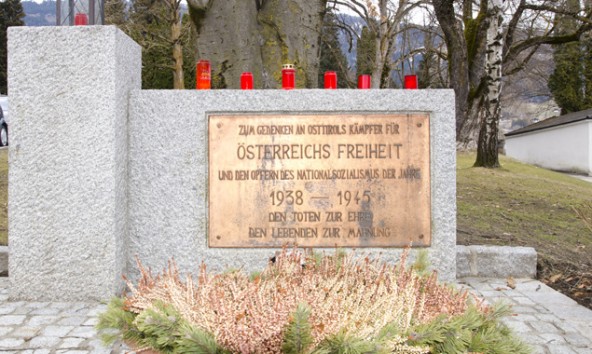 ZUM GEDENKEN AN OSTTIROLS KÄMPFER FÜR
ÖSTERREICHS FREIHEIT
UND DEN OPFERN DES NATIONALSOZIALISMUS DER JAHRE
1938 — 1945
DEN TOTEN ZUR EHRE
DEN LEBENDEN ZUR MAHNUNG